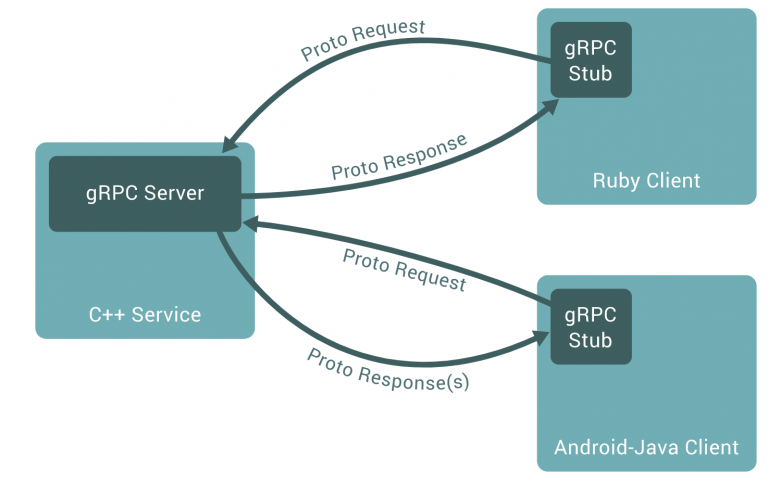 Proto Request
gRPC
Stub
Proto Response
Ruby Client
gRPC Server
Proto Request
gRPC
Stub
C++ Service
Proto Response(s)
Android-Java Client